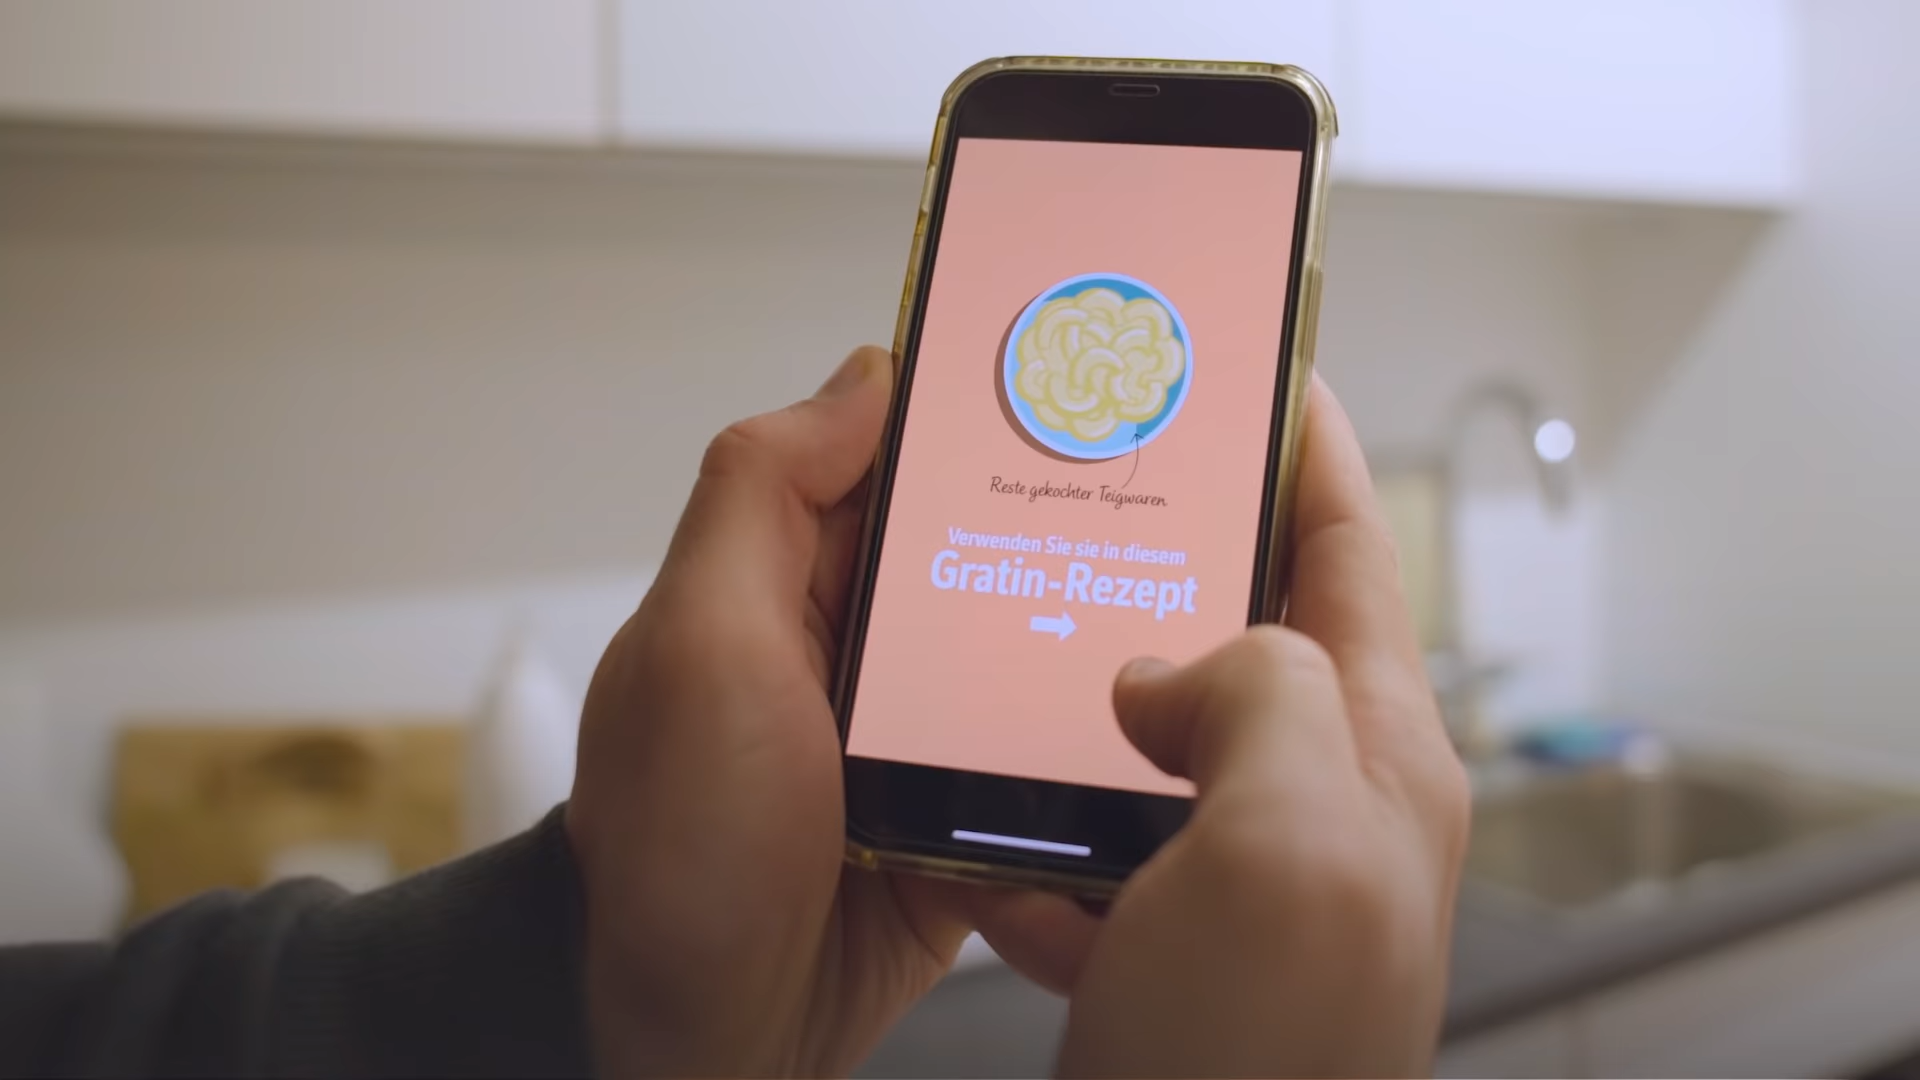 Reste gekochter Teigwaren
Verwenden Sie sie in diesem
Gratin-Rezept